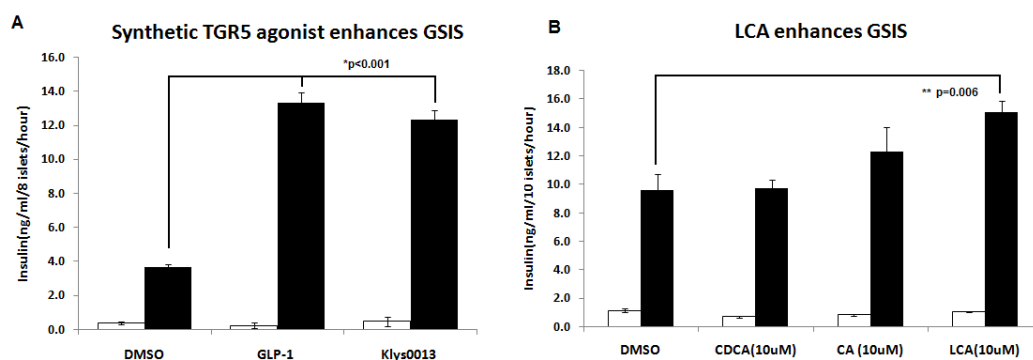 A
Synthetic TGR5 agonist enhances GSIS
*p<0.001
Insulin(ng/ml/8 islets/hour)
16.0
14.0
12.0
10.0
8.0
6.0
4.0
2.0
0.0
DMSO
GLP-1
Klys0013
B
LCA enhances GSIS
** p=0.006
Insulin(ng/ml/10 islets/hour)
18.0
16.0
14.0
12.0
10.0
8.0
6.0
4.0
2.0
0.0
DMSO
CDCA(10uM)
CA (10uM)
LCA(10uM)